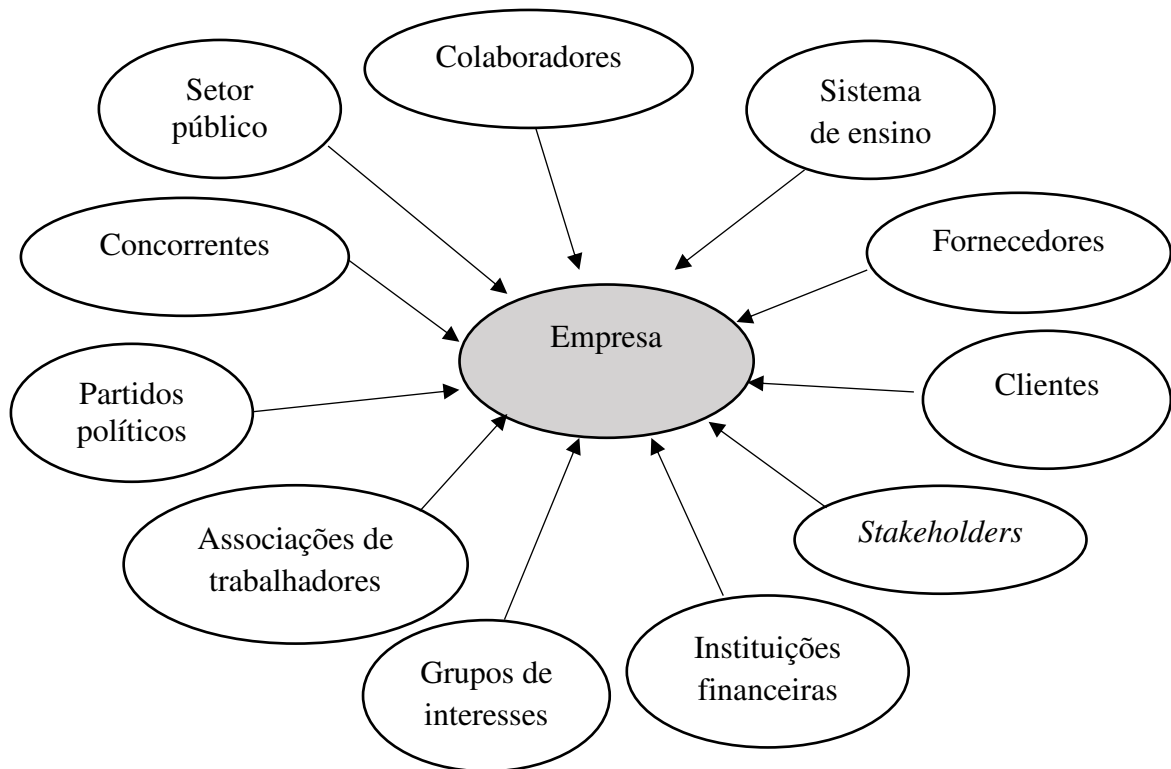 Colaboradores
Setor
público
Sistema
de ensino
Concorrentes
Fornecedores
Empresa
Partidos
políticos
Clientes
Associações de
trabalhadores
Stakeholders
Grupos de
interesses
Instituições
financeiras